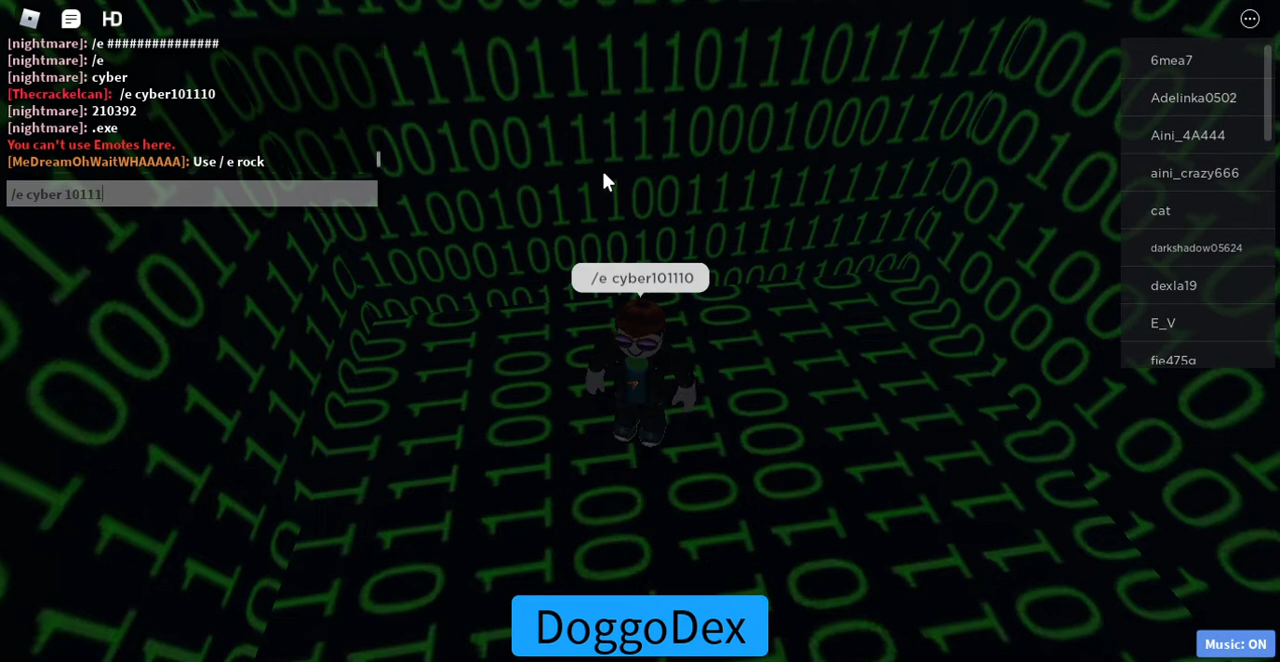 HD
[nightmare]: /e ###############
[nightmare]: /e
[nightmare]: cyber
[Thecrackelcan]: /e cyber101110
[nightmare]: 210392
[nightmare]: .exe
You can't use Emotes here.
[MeDreamOhWaitWHAAAAA]: Use / e rock
/e cyber 10111
6mea7
Adelinka0502
Aini_4A444
aini_crazy666
cat
darkshadow05624
dexla19
E_V
fie475g
/e cyber101110
DoggoDex
Music: ON